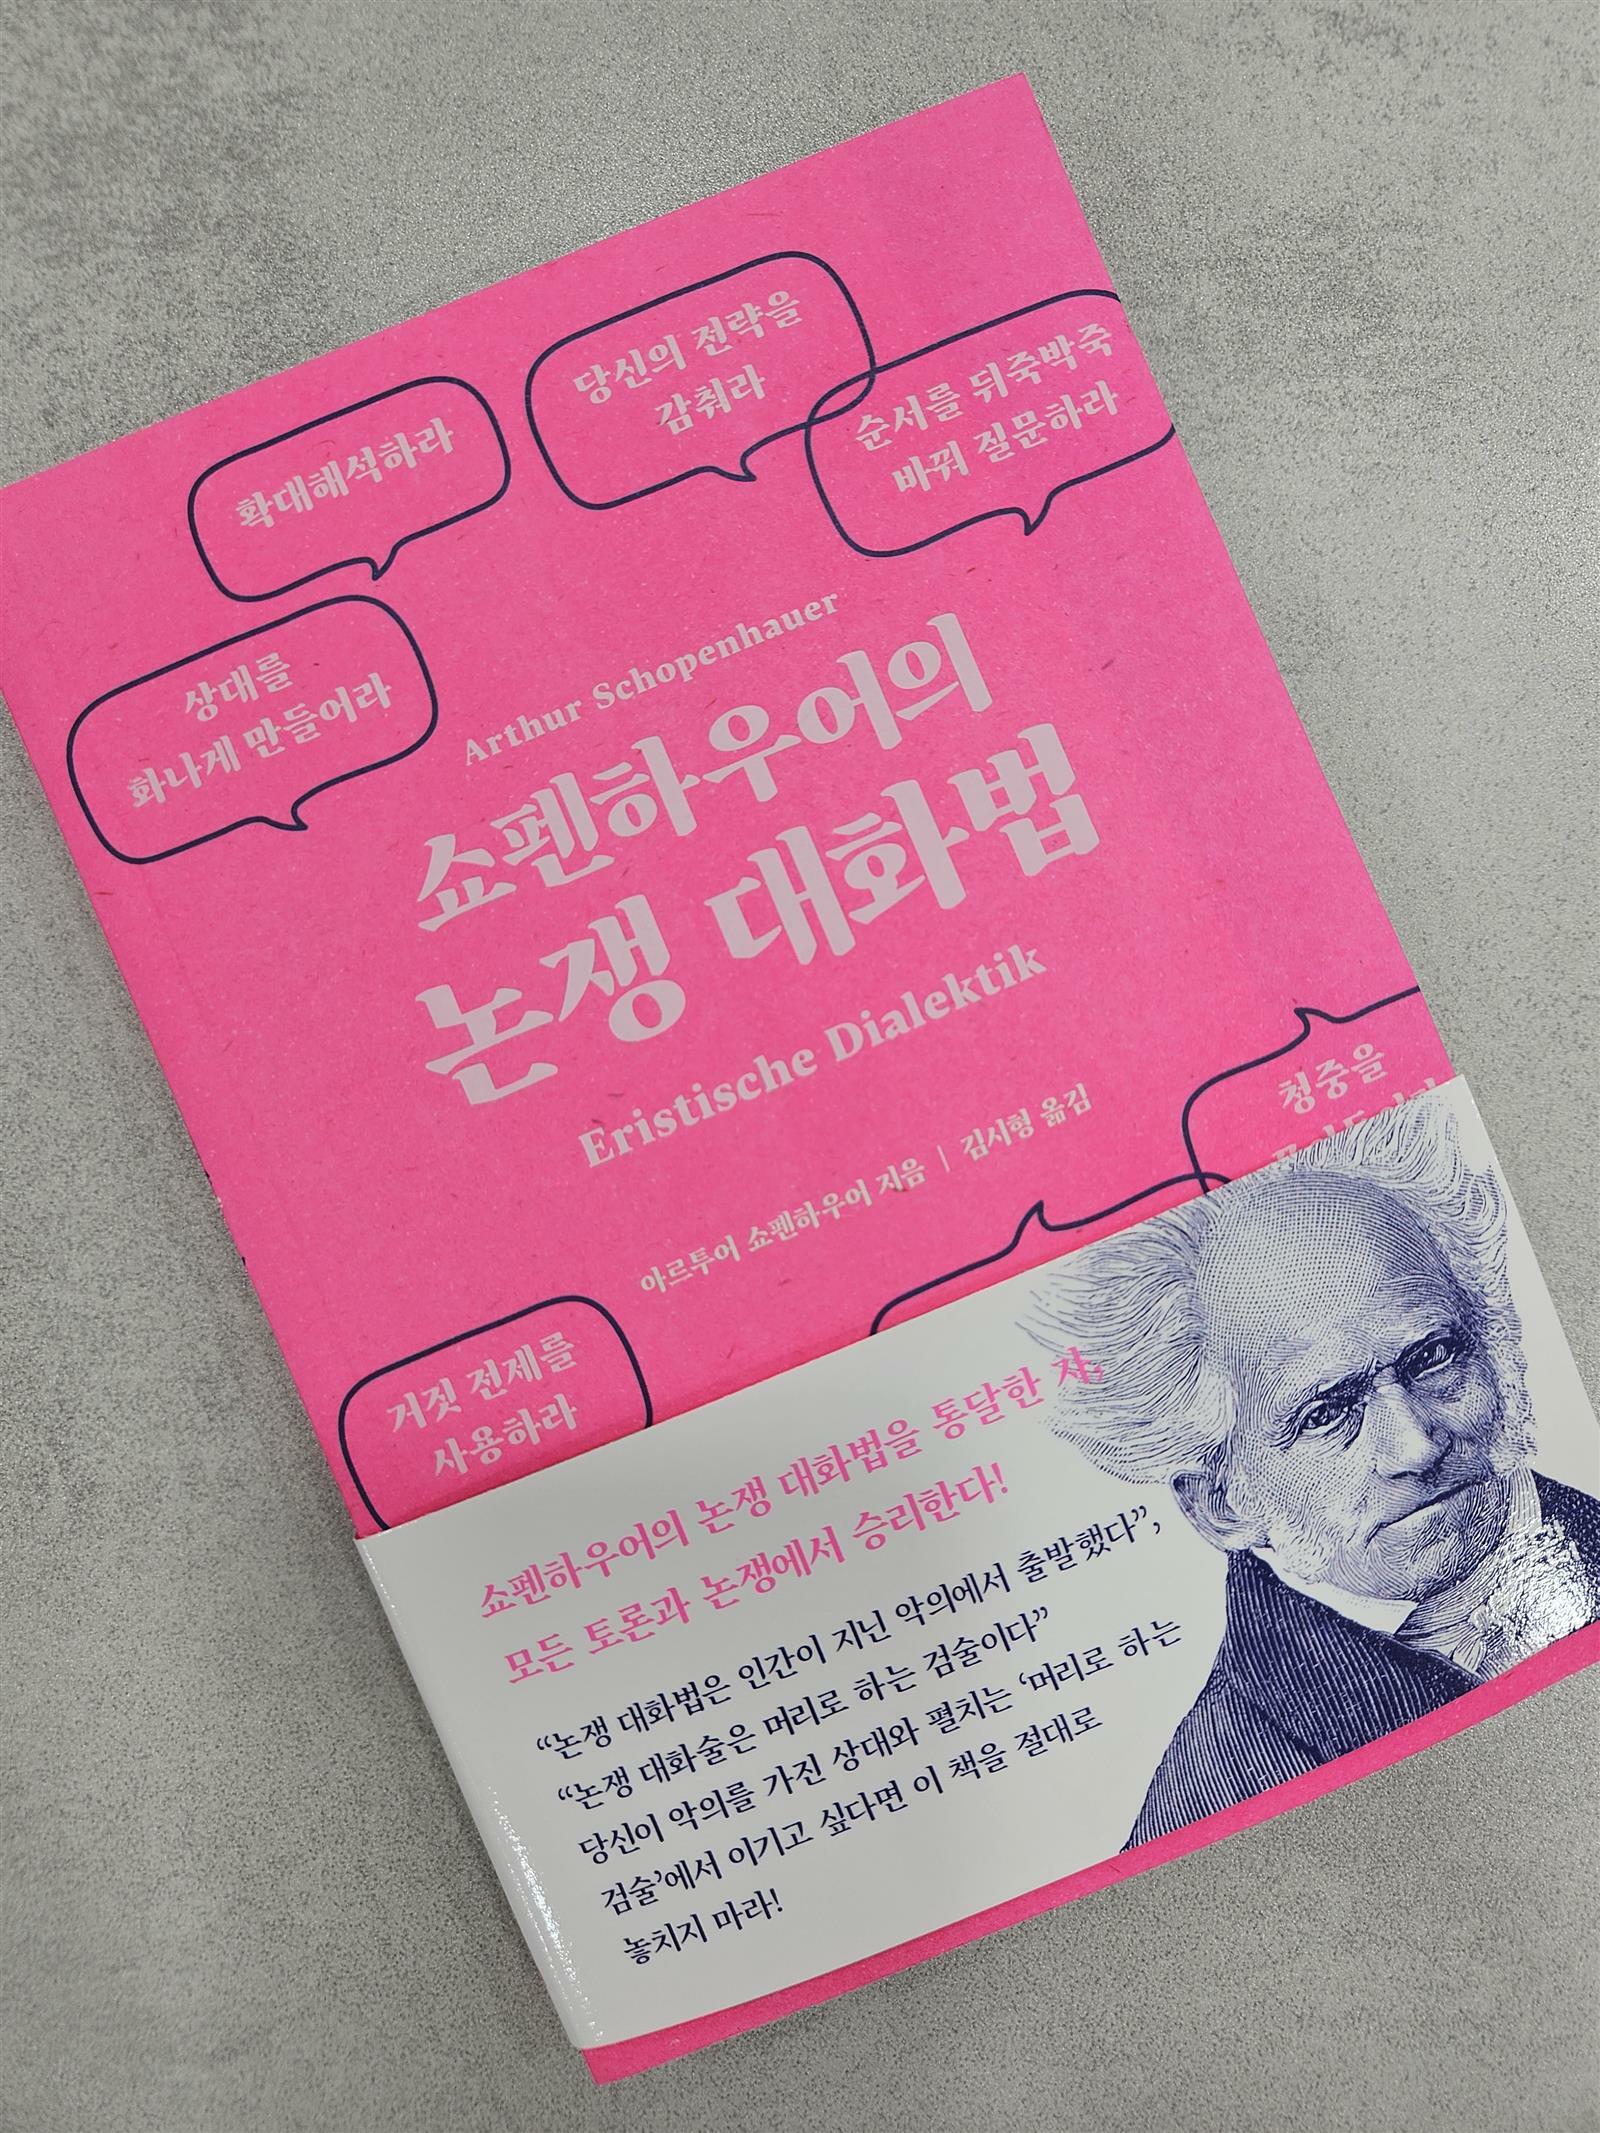 당신의 전략을
감춰라
순서를 뒤죽박죽
바꿔 질문하라
확대해석하라
상대를
화나게 만들어라
Arthur Schopenhauer
쇼펜하우어의
논쟁 대화법
Eristische Dialektik
아르투어 쇼펜하우어 지음 | 김시형 옮김
청중을
거짓 전제를
사용하라
쇼펜하우어의 논쟁 대화법을 통달한 자,
모든 토론과 논쟁에서 승리한다!
“논쟁 대화법은 인간이 지닌 악의에서 출발했다”,
“논쟁 대화술은 머리로 하는 검술이다”
당신이 악의를 가진 상대와 펼치는 ‘머리로 하는
검술’에서 이기고 싶다면 이 책을 절대로
놓치지 마라!